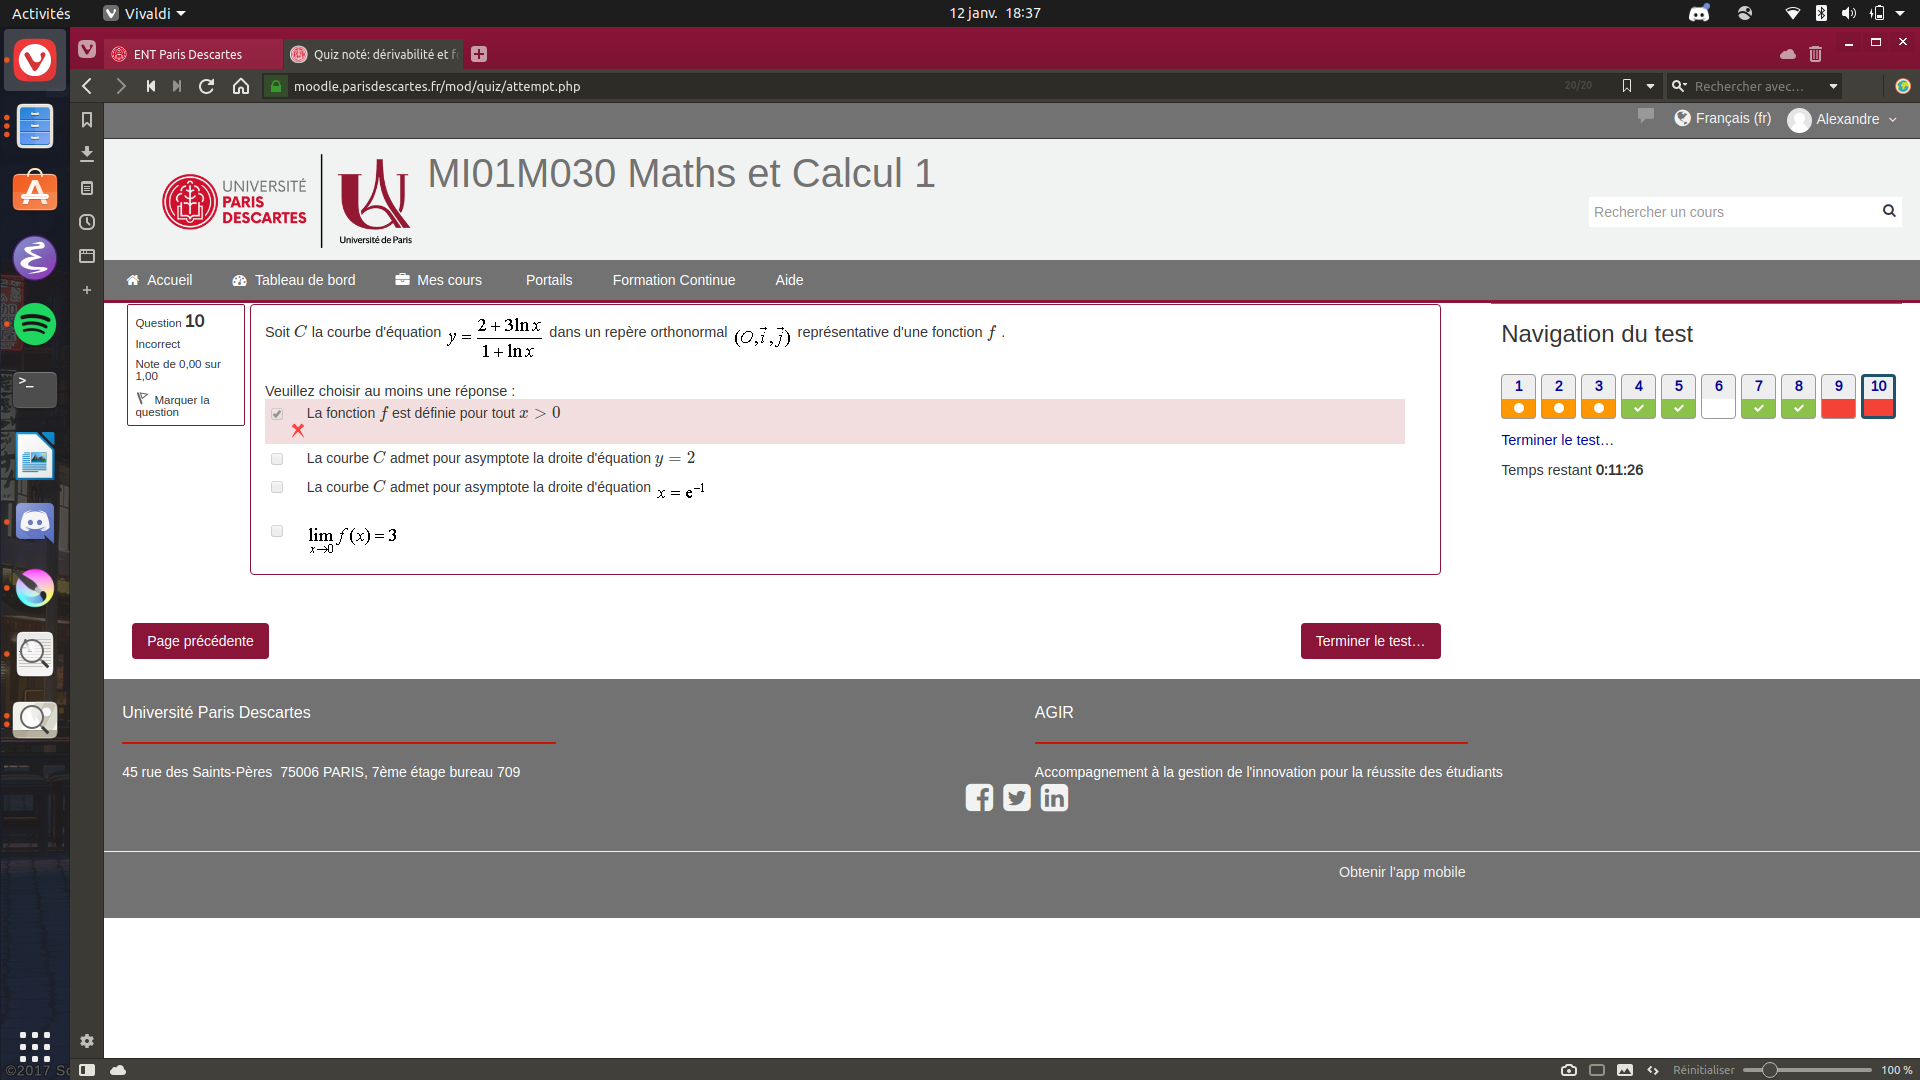 Activités
Vivaldi
12 janv. 18:37
ENT Paris Descartes
Quiz noté: dérivabilité et fo
moodle.parisdescartes.fr/mod/quiz/attempt.php
20/20
Rechercher avec...
Français (fr)
Alexandre
UNIVERSITÉ
PARIS
DESCARTES
Université de Paris
MI01M030 Maths et Calcul 1
Rechercher un cours
Accueil
Tableau de bord
Mes cours
Portails
Formation Continue
Aide
Question 10
Incorrect
Note de 0,00 sur
1,00
Marquer la
question
Soit C la courbe d'équation y = (2 + 3ln x)/(1 + ln x) dans un repère orthonormal (O, i⃗, j⃗) représentative d'une fonction f .
Veuillez choisir au moins une réponse :
La fonction f est définie pour tout x > 0
La courbe C admet pour asymptote la droite d'équation y = 2
La courbe C admet pour asymptote la droite d'équation x = e⁻¹
lim x→0 f(x) = 3
Page précédente
Terminer le test…
Navigation du test
1 2 3 4 5 6 7 8 9 10
Terminer le test…
Temps restant 0:11:26
Université Paris Descartes
45 rue des Saints-Pères 75006 PARIS, 7ème étage bureau 709
AGIR
Accompagnement à la gestion de l'innovation pour la réussite des étudiants
Obtenir l'app mobile
©2017 So
Réinitialiser
100 %